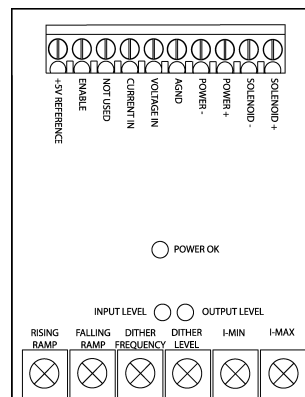 +5V REFERENCE
ENABLE
NOT USED
CURRENT IN
VOLTAGE IN
AGND
POWER -
POWER +
SOLENOID -
SOLENOID +
POWER OK
INPUT LEVEL
OUTPUT LEVEL
RISING RAMP
FALLING RAMP
DITHER FREQUENCY
DITHER LEVEL
I-MIN
I-MAX